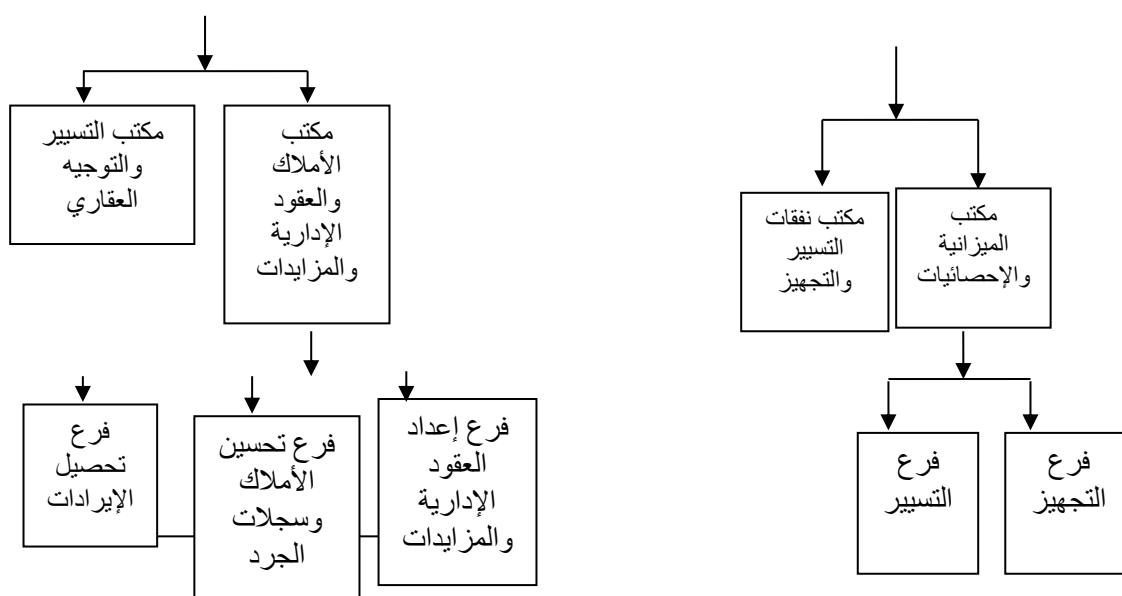 مكتب
الميزانية
والإحصائيات
مكتب نفقات
التسيير
والتجهيز
فرع
التجهيز
فرع
التسيير
مكتب
الأملاك
والعقود
الإدارية
والمزايدات
مكتب التسيير
والتوجيه
العقاري
فرع إعداد
العقود
الإدارية
والمزايدات
فرع تحسين
الأملاك
وسجلات
الجرد
فرع
تحصيل
الإيرادات